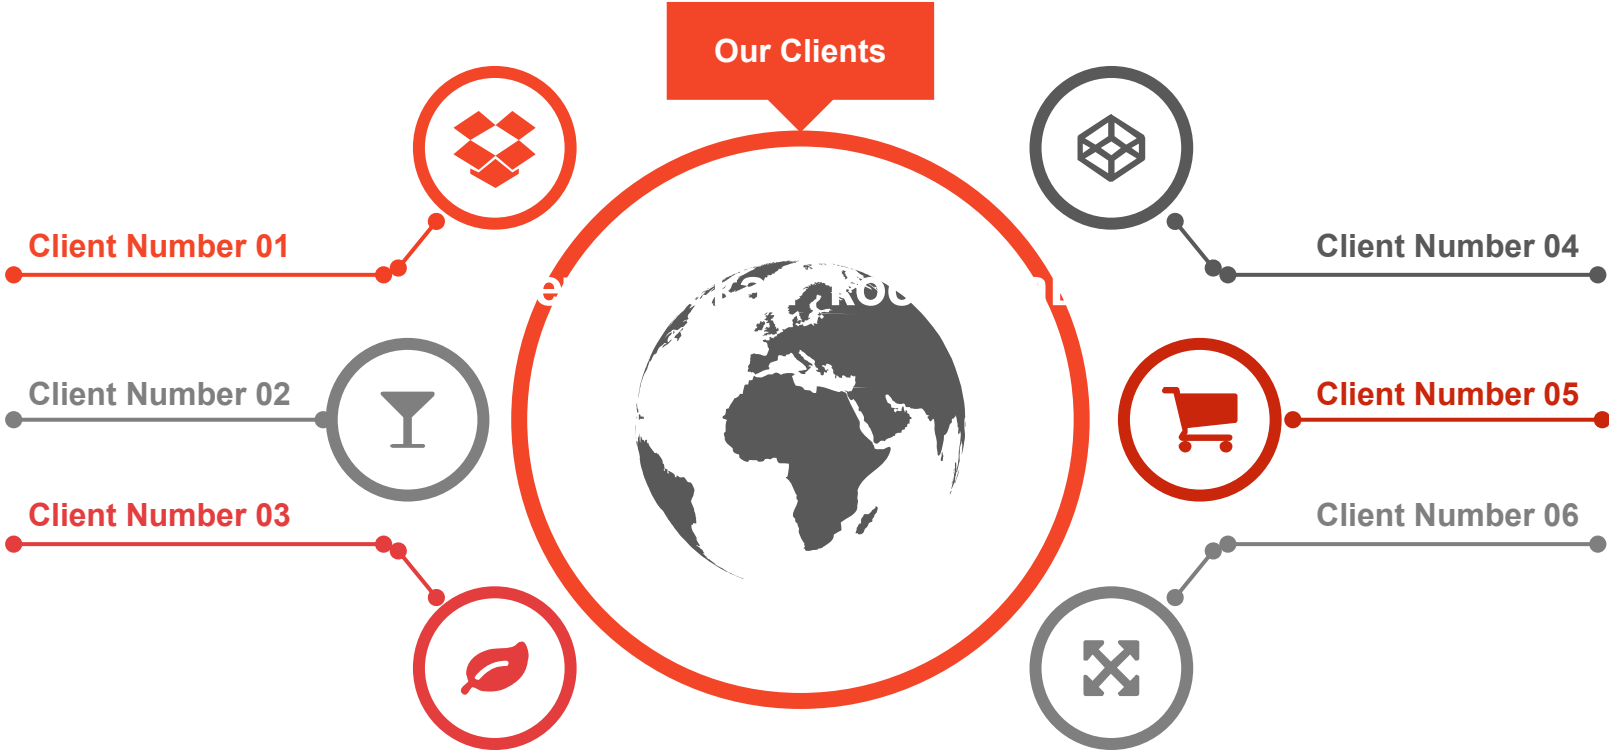 Our Clients
Client Number 01
Client Number 04
Client Number 02
Client Number 05
Client Number 03
Client Number 06